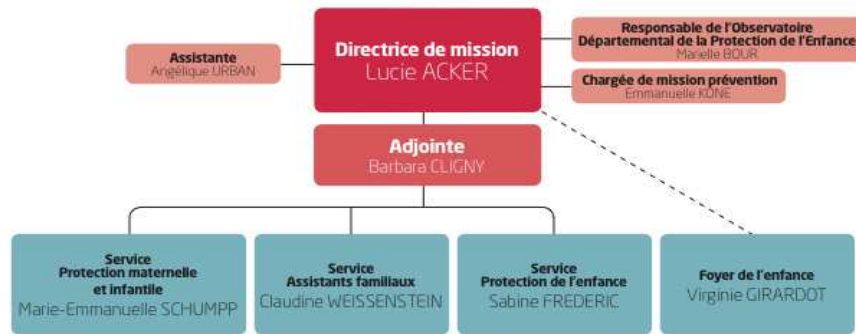 Directrice de mission
Lucie ACKER
Assistante
Angélique URBAN
Responsable de l'Observatoire
Départemental de la Protection de l'Enfance
Marielle BOUR
Chargée de mission prévention
Emmanuelle KONE
Adjointe
Barbara CLIGNY
Service
Protection maternelle
et infantile
Marie-Emmanuelle SCHUMPP
Service
Assistants familiaux
Claudine WEISSENSTEIN
Service
Protection de l'enfance
Sabine FREDERIC
Foyer de l'enfance
Virginie GIRARDOT